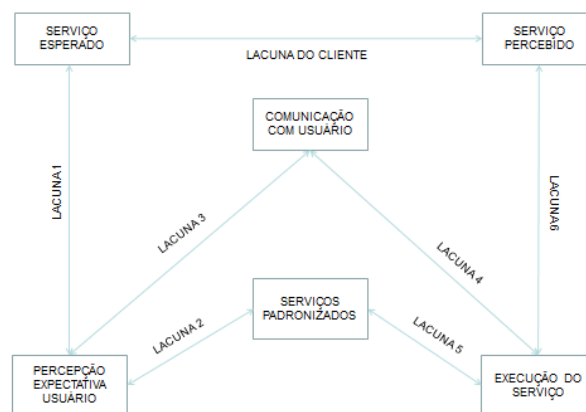 SERVIÇO
ESPERADO
SERVIÇO
PERCEBIDO
LACUNA DO CLIENTE
COMUNICAÇÃO
COM USUÁRIO
LACUNA 1
LACUNA 3
LACUNA 4
LACUNA6
SERVIÇOS
PADRONIZADOS
LACUNA 2
LACUNA 5
PERCEPÇÃO
EXPECTATIVA
USUÁRIO
EXECUÇÃO DO
SERVIÇO